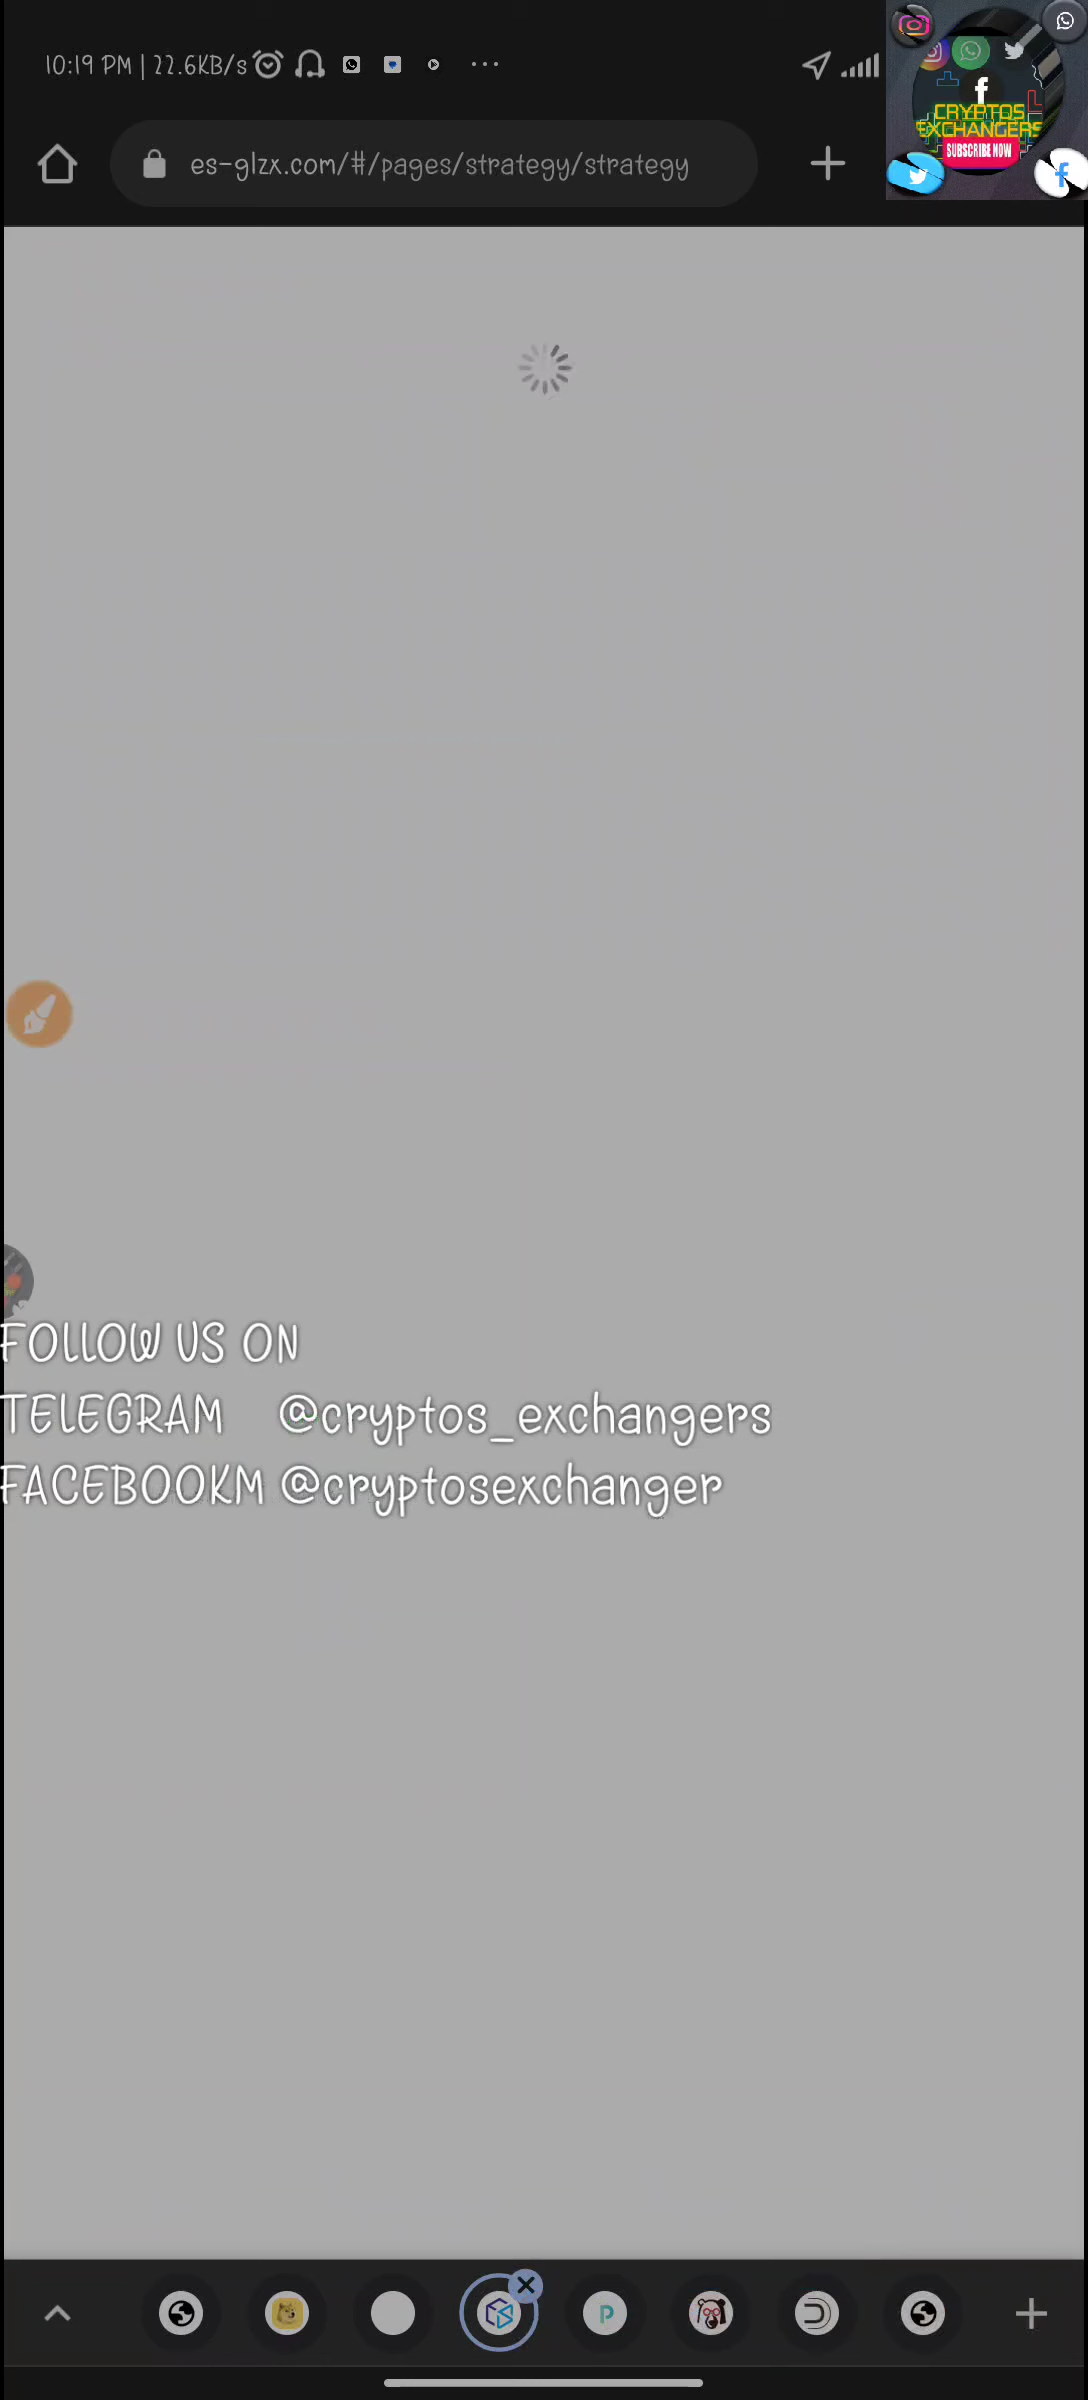 10:19 PM | 22.6KB/s
es-glzx.com/#/pages/strategy/strategy
CRYPTOS
EXCHANGERS
SUBSCRIBE NOW
FOLLOW US ON
TELEGRAM @cryptos_exchangers
FACEBOOKM @cryptosexchanger